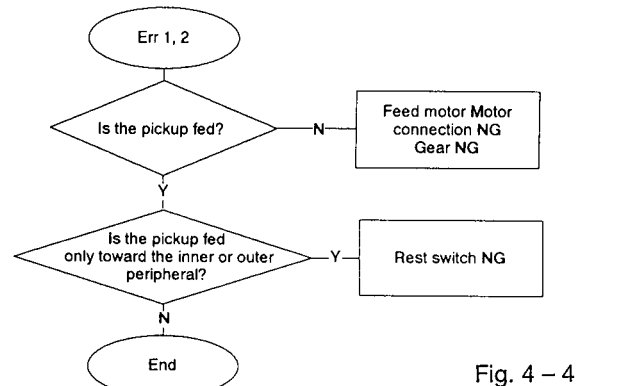 Err 1, 2
Is the pickup fed?
N
Feed motor Motor
connection NG
Gear NG
Y
Is the pickup fed
only toward the inner or outer
peripheral?
Y
Rest switch NG
N
End
Fig. 4 – 4